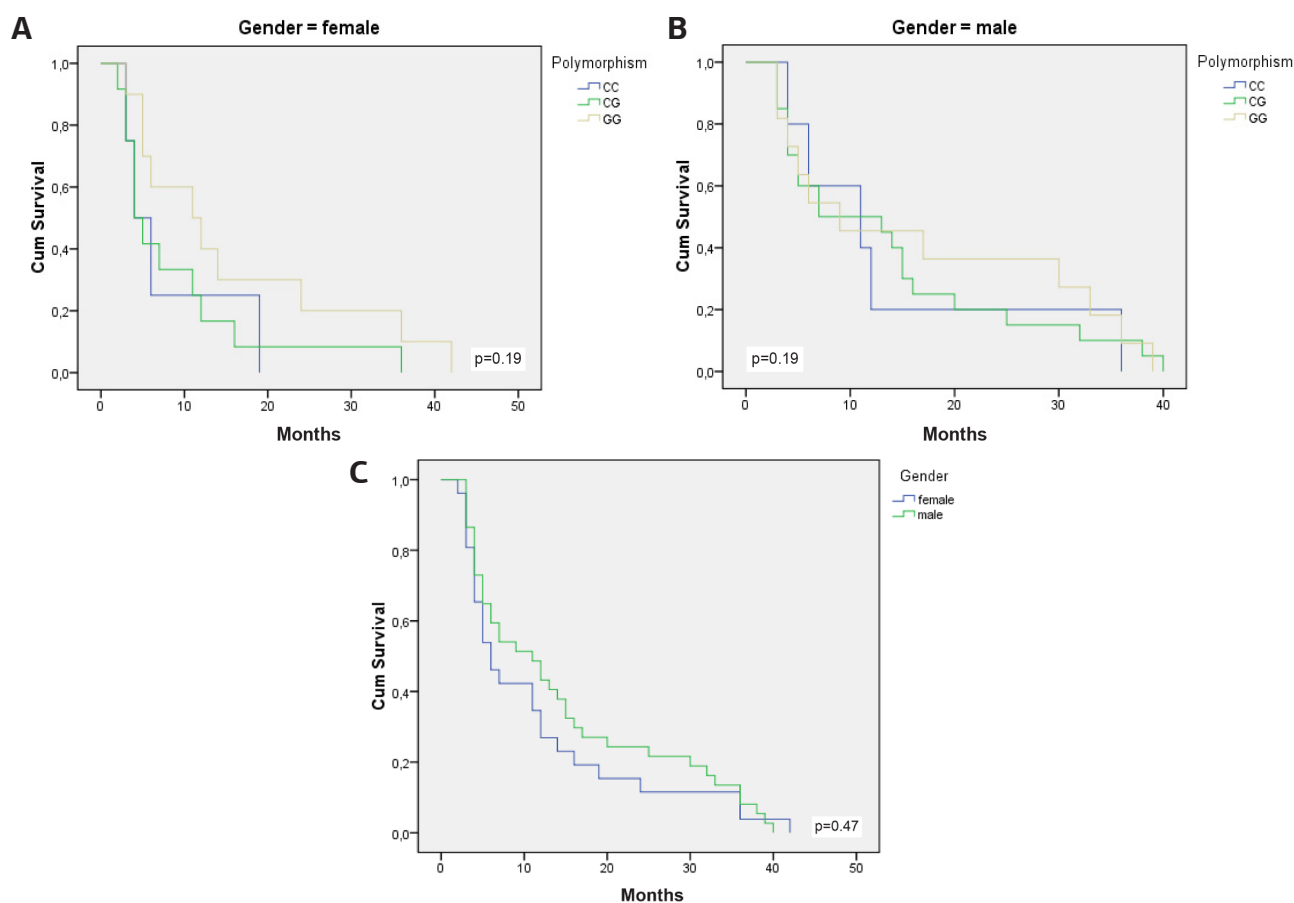 A
Gender = female
Polymorphism
CC
CG
GG
1,0
0,8
0,6
0,4
0,2
0,0
Cum Survival
p=0.19
0 10 20 30 40 50
Months
B
Gender = male
Polymorphism
CC
CG
GG
1,0
0,8
0,6
0,4
0,2
0,0
Cum Survival
p=0.19
0 10 20 30 40
Months
C
Gender
female
male
1,0
0,8
0,6
0,4
0,2
0,0
Cum Survival
p=0.47
0 10 20 30 40 50
Months